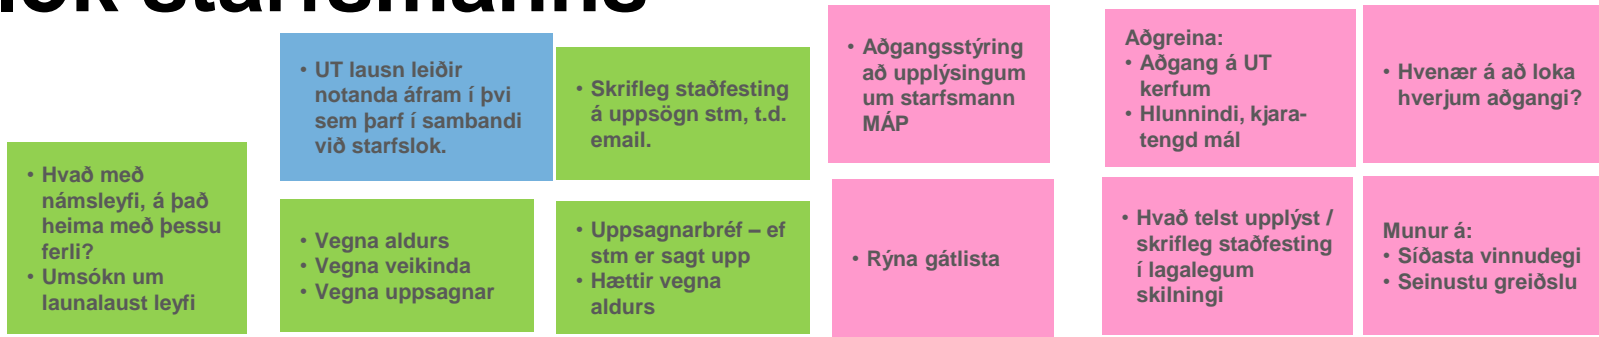 lok starfsmanns
• Hvað með
námsleyfi, á það
heima með þessu
ferli?
• Umsókn um
launalaust leyfi
• UT lausn leiðir
notanda áfram í þvi
sem þarf í sambandi
við starfslok.
• Vegna aldurs
• Vegna veikinda
• Vegna uppsagnar
• Skrifleg staðfesting
á uppsögn stm, t.d.
email.
• Uppsagnarbréf – ef
stm er sagt upp
• Hættir vegna
aldurs
• Aðgangsstýring
að upplýsingum
um starfsmann
MÁP
• Rýna gátlista
Aðgreina:
• Aðgang á UT
kerfum
• Hlunnindi, kjara-
tengd mál
• Hvað telst upplýst /
skrifleg staðfesting
í lagalegum
skilningi
• Hvenær á að loka
hverjum aðgangi?
Munur á:
• Síðasta vinnudegi
• Seinustu greiðslu